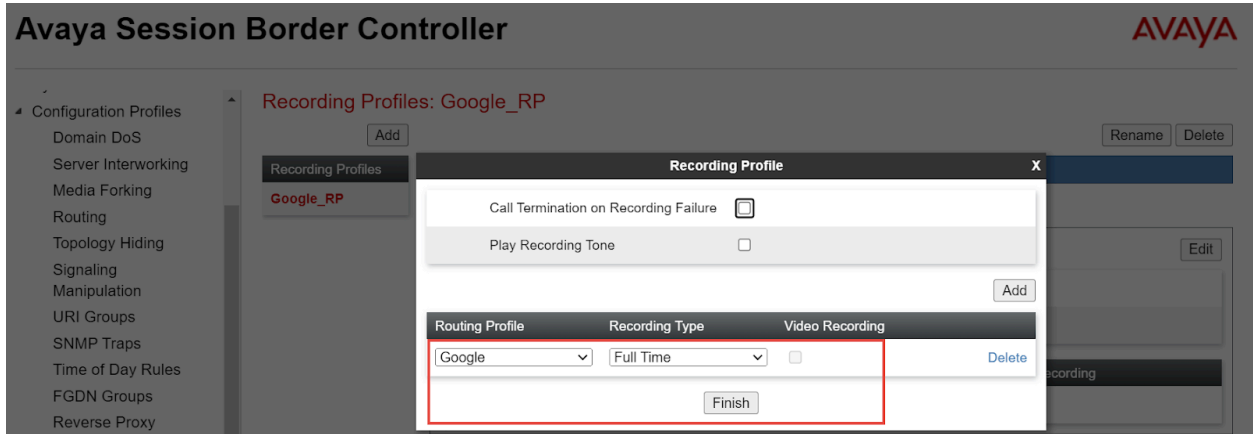 Avaya Session Border Controller
AVAYA
Configuration Profiles
Domain DoS
Server Interworking
Media Forking
Routing
Topology Hiding
Signaling
Manipulation
URI Groups
SNMP Traps
Time of Day Rules
FGDN Groups
Reverse Proxy
Recording Profiles: Google_RP
Add
Rename Delete
Recording Profiles
Google_RP
Recording Profile X
Call Termination on Recording Failure
Play Recording Tone
Edit
Add
Routing Profile Recording Type Video Recording
Google Full Time Delete
ecording
Finish